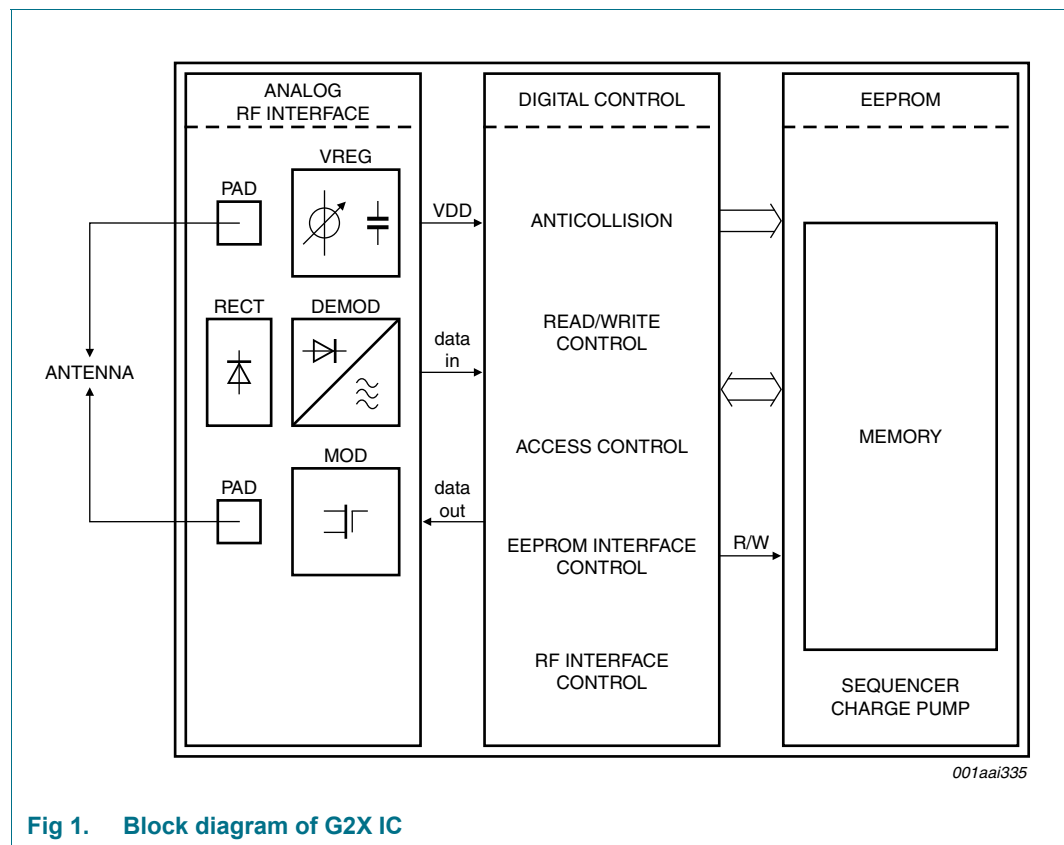 ANALOG
RF INTERFACE
VREG
PAD
VDD
RECT
DEMOD
data
in
ANTENNA
MOD
PAD
data
out
DIGITAL CONTROL
ANTICOLLISION
READ/WRITE
CONTROL
ACCESS CONTROL
EEPROM INTERFACE
CONTROL
R/W
RF INTERFACE
CONTROL
EEPROM
MEMORY
SEQUENCER
CHARGE PUMP
001aai335
Fig 1. Block diagram of G2X IC